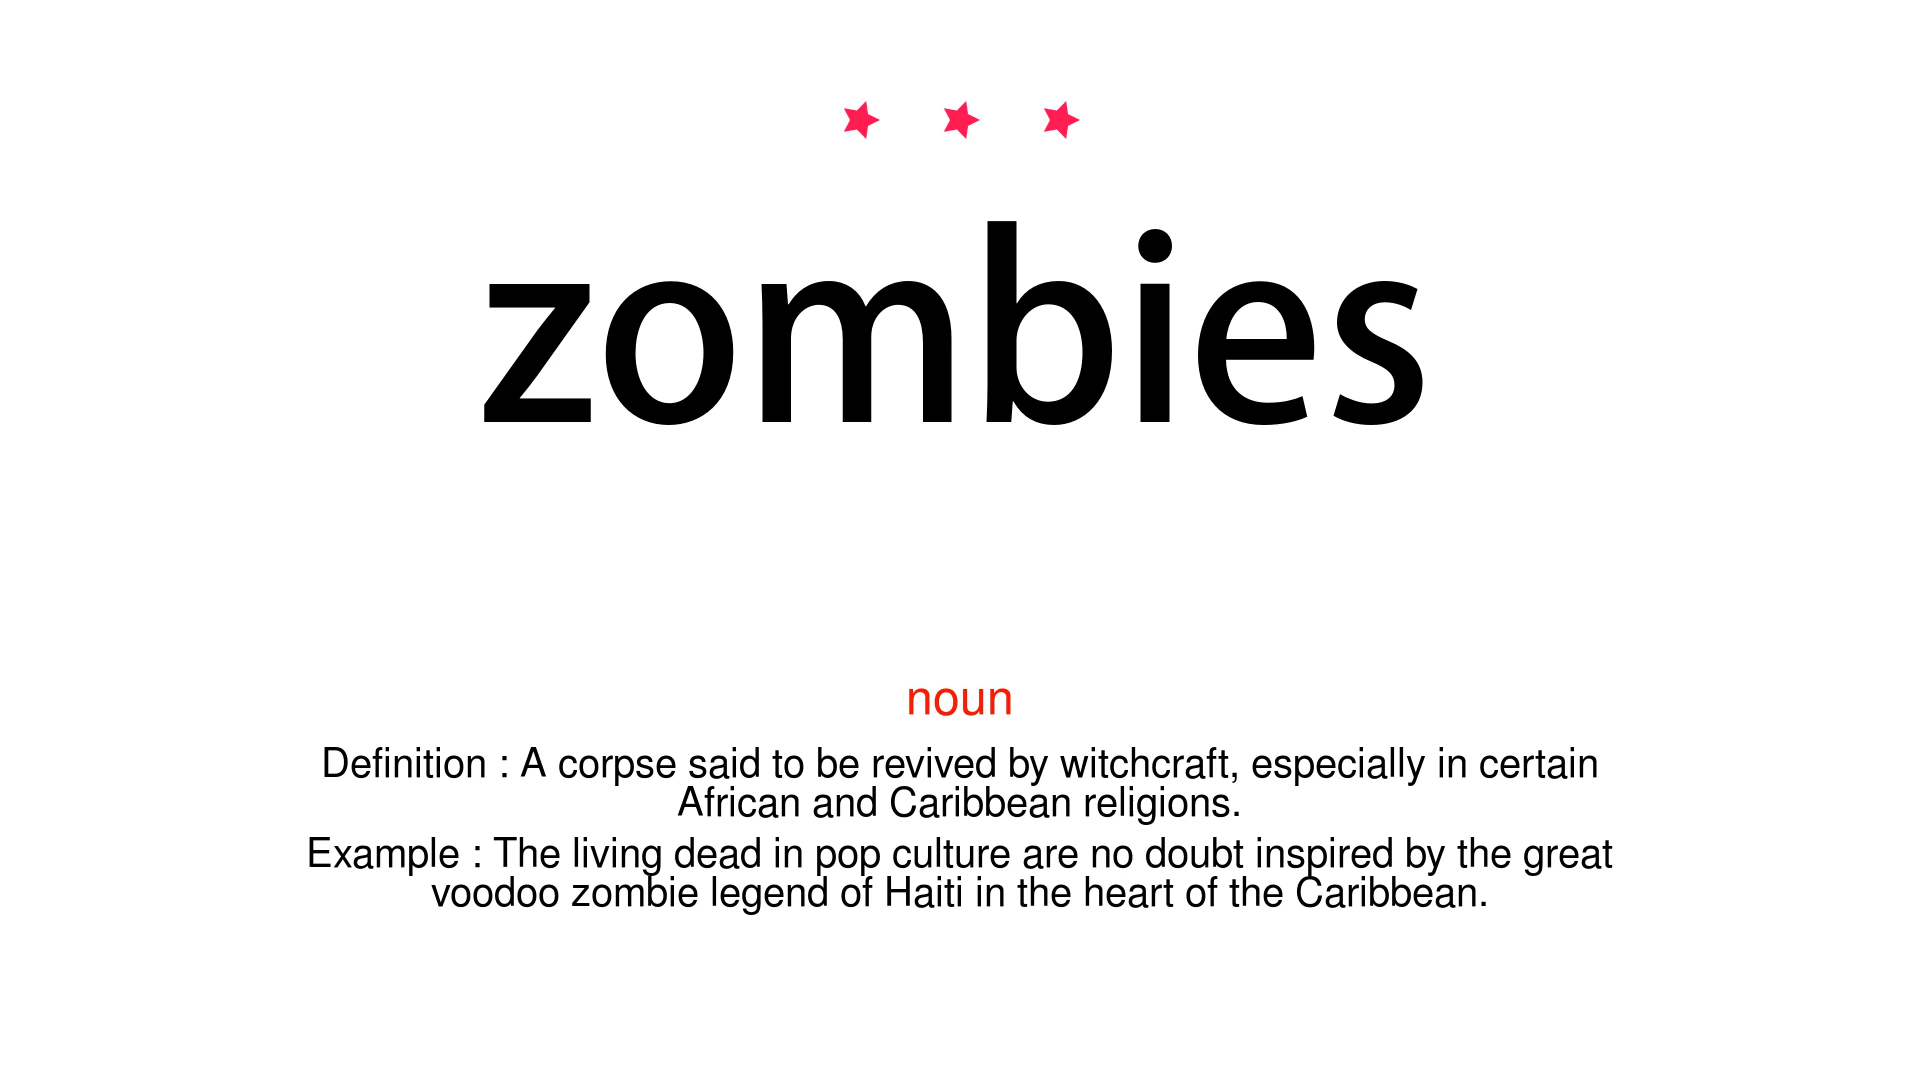 zombies
noun
Definition : A corpse said to be revived by witchcraft, especially in certain
African and Caribbean religions.
Example : The living dead in pop culture are no doubt inspired by the great
voodoo zombie legend of Haiti in the heart of the Caribbean.